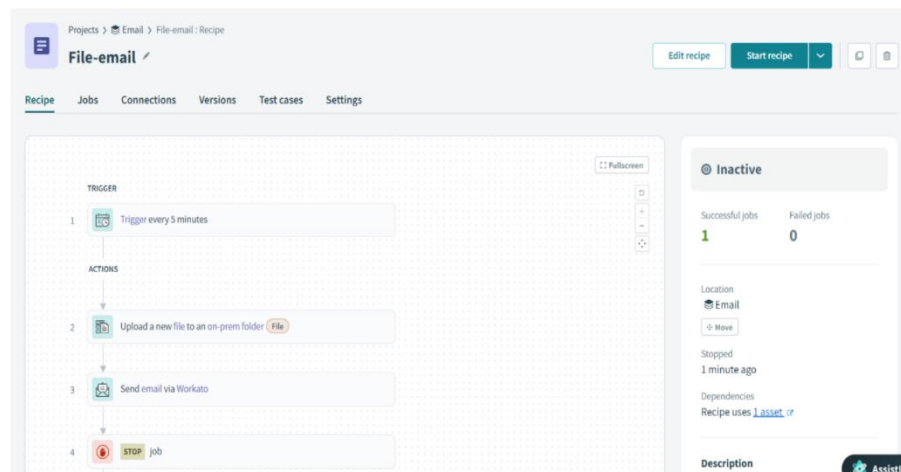 Projects > Email > File-email : Recipe
File-email
Edit recipe
Start recipe
Recipe
Jobs
Connections
Versions
Test cases
Settings
Fullscreen
TRIGGER
1 Trigger every 5 minutes
ACTIONS
2 Upload a new file to an on-prem folder File
3 Send email via Workato
4 STOP job
Inactive
Successful jobs Failed jobs
1 0
Location
Email
Move
Stopped
1 minute ago
Dependencies
Recipe uses 1 asset
Description